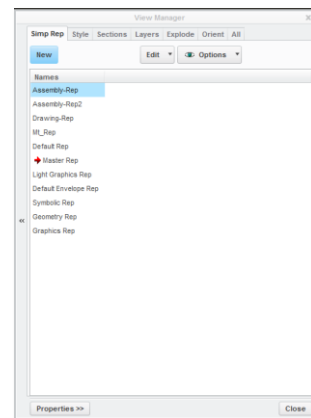 View Manager
Simp Rep Style Sections Layers Explode Orient All
New Edit Options
Names
Assembly-Rep
Assembly-Rep2
Drawing-Rep
Mt_Rep
Default Rep
Master Rep
Light Graphics Rep
Default Envelope Rep
Symbolic Rep
Geometry Rep
Graphics Rep
Properties >> Close